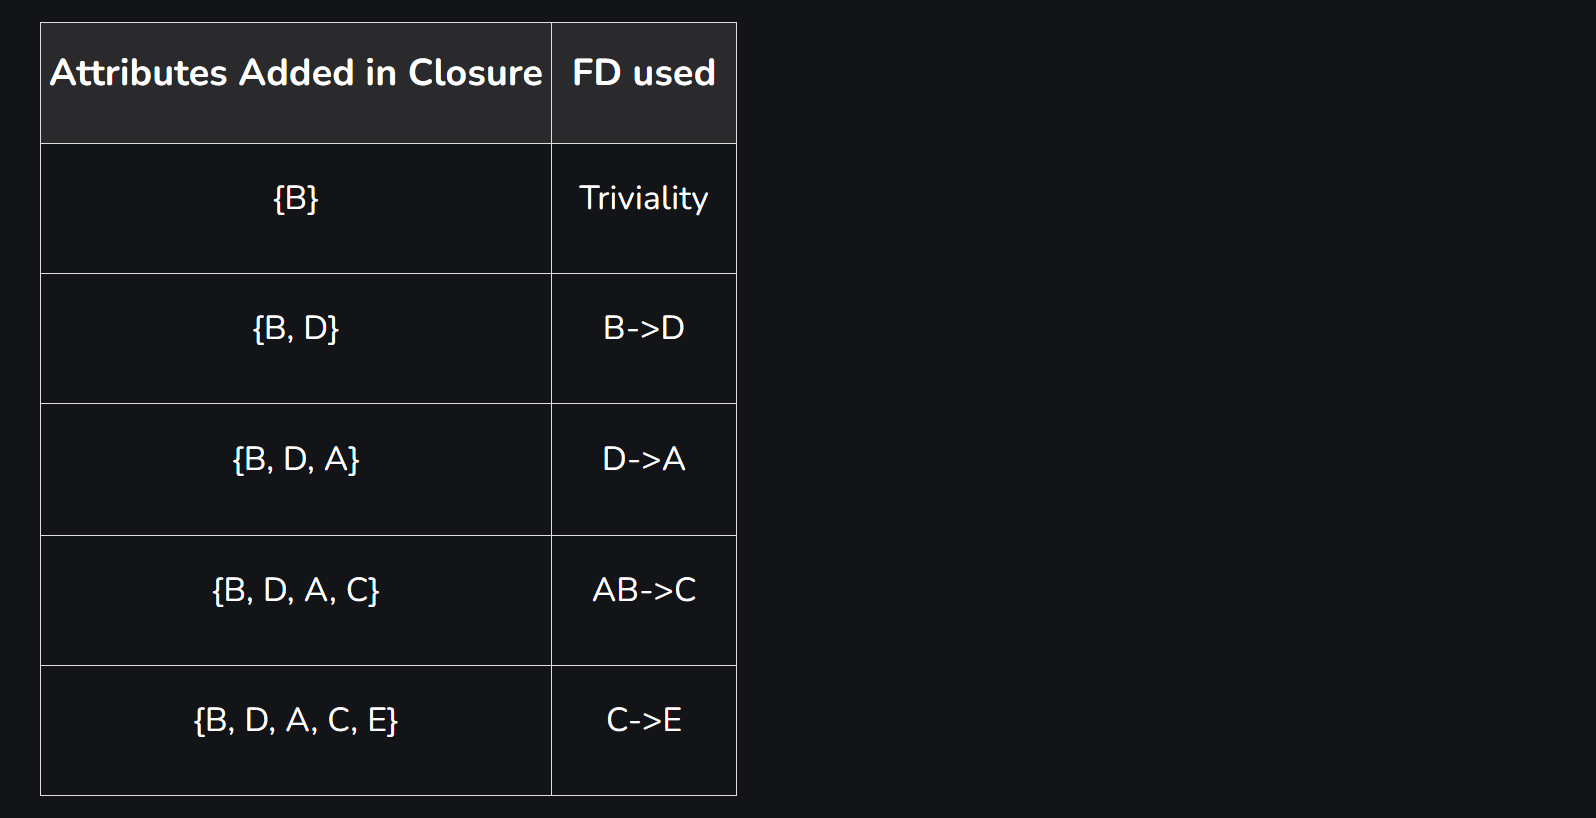 Attributes Added in Closure FD used
{B} Triviality
{B, D} B->D
{B, D, A} D->A
{B, D, A, C} AB->C
{B, D, A, C, E} C->E